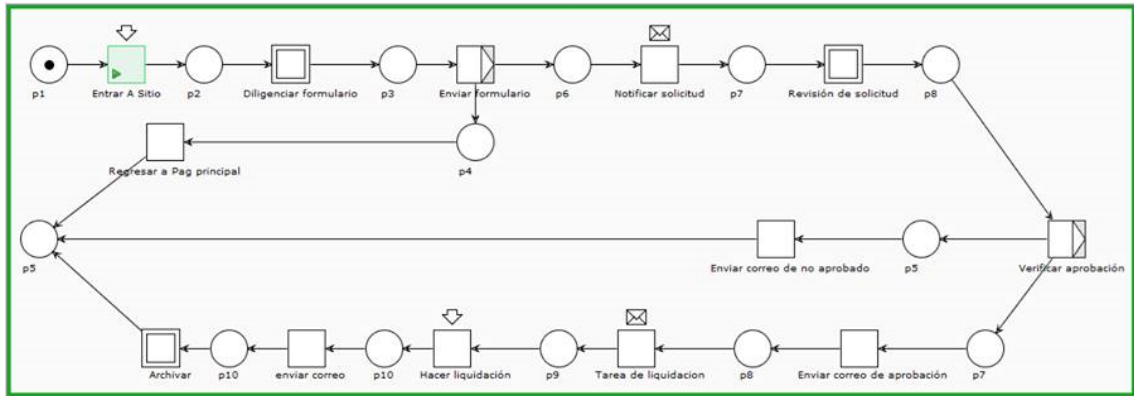 p1
Entrar A Sitio
p2
Diligenciar formulario
p3
Enviar formulario
p6
Notificar solicitud
p7
Revisión de solicitud
p8
Regresar a Pag principal
p4
p5
Enviar correo de no aprobado
p5
Verificar aprobación
Archivar
p10
enviar correo
p10
Hacer liquidación
p9
Tarea de liquidacion
p8
Enviar correo de aprobación
p7